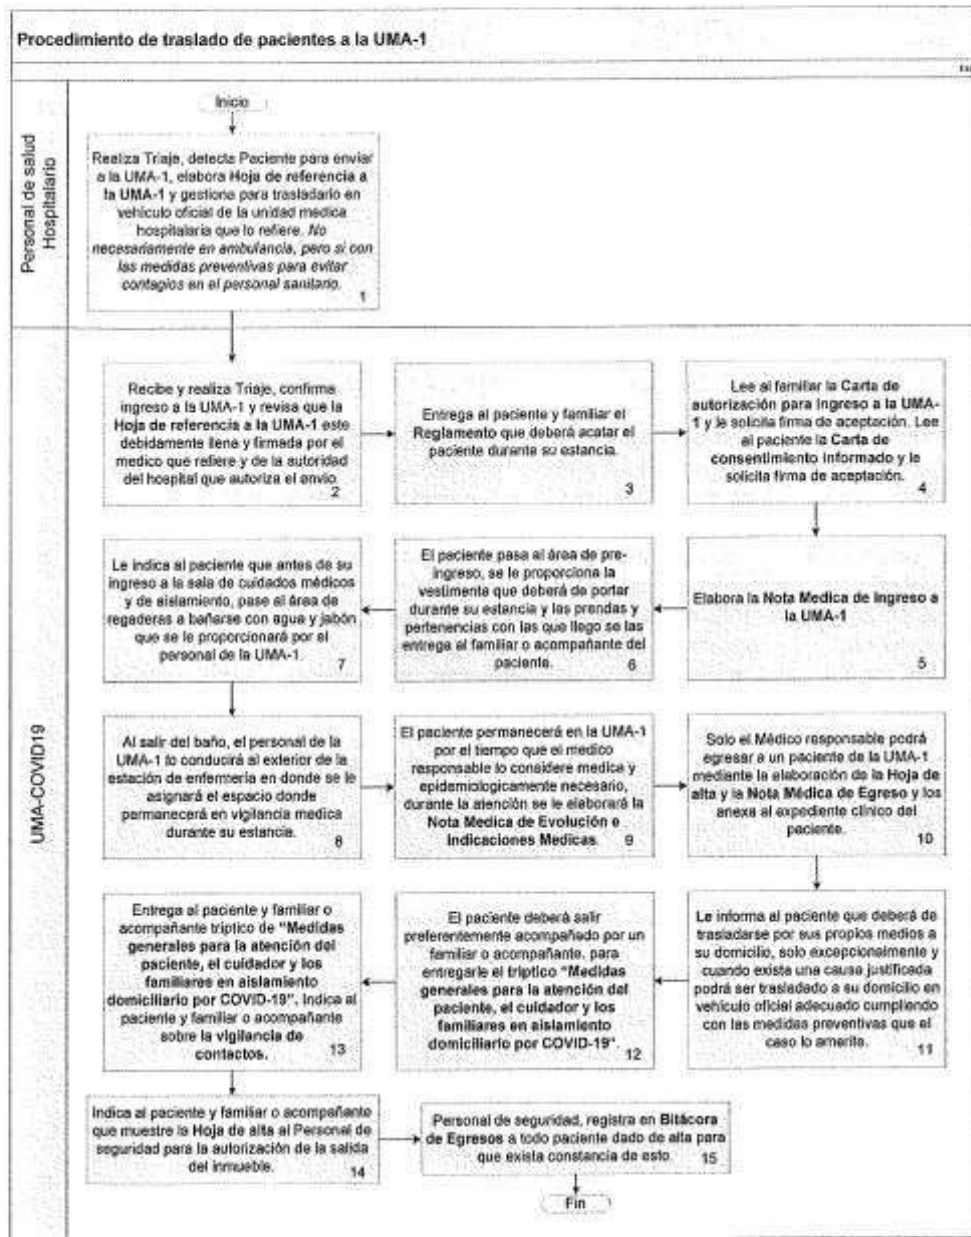 Procedimiento de traslado de pacientes a la UMA-1
Personal de salud
Hospitalario
Inicio
Realiza Triaje, detecta Paciente para enviar
a la UMA-1, elabora Hoja de referencia a
la UMA-1 y gestiona para trasladarlo en
vehículo oficial de la unidad medica
hospitalaria que lo refiere. No
necesariamente en ambulancia, pero si con
las medidas preventivas para evitar
contagios en el personal sanitario.
1
UMA-COVID19
Recibe y realiza Triaje, confirma
ingreso a la UMA-1 y revisa que la
Hoja de referencia a la UMA-1 este
debidamente llena y firmada por el
medico que refiere y de la autoridad
del hospital que autoriza el envío.
2
Entrega al paciente y familiar el
Reglamento que deberá acatar el
paciente durante su estancia.
3
Lee al familiar la Carta de
autorización para ingreso a la UMA-
1 y le solicita firma de aceptación. Lee
al paciente la Carta de
consentimiento informado y le
solicita firma de aceptación.
4
Elabora la Nota Medica de Ingreso a
la UMA-1
5
El paciente pasa al área de pre-
ingreso, se le proporciona la
vestimenta que deberá de portar
durante su estancia y las prendas y
pertenencias con las que llego se las
entrega al familiar o acompañante del
paciente.
6
Le indica al paciente que antes de su
ingreso a la sala de cuidados médicos
y de aislamiento, pase al área de
regaderas a bañarse con agua y jabón
que se le proporcionará por el
personal de la UMA-1.
7
Al salir del baño, el personal de la
UMA-1 lo conducirá al exterior de la
estación de enfermería en donde se le
asignará el espacio donde
permanecerá en vigilancia medica
durante su estancia.
8
El paciente permanecerá en la UMA-1
por el tiempo que el medico
responsable lo considere medica y
epidemiologicamente necesario,
durante la atención se le elaborará la
Nota Medica de Evolución e
Indicaciones Medicas.
9
Solo el Médico responsable podrá
egresar a un paciente de la UMA-1
mediante la elaboración de la Hoja de
alta y la Nota Médica de Egreso y los
anexa al expediente clínico del
paciente.
10
Le informa al paciente que deberá de
trasladarse por sus propios medios a
su domicilio, solo excepcionalmente y
cuando exista una causa justificada
podrá ser trasladado a su domicilio en
vehículo oficial adecuado cumpliendo
con las medidas preventivas que el
caso lo amerite.
11
El paciente deberá salir
preferentemente acompañado por un
familiar o acompañante, para
entregarle el tríptico "Medidas
generales para la atención del
paciente, el cuidador y los
familiares en aislamiento
domiciliario por COVID-19".
12
Entrega al paciente y familiar o
acompañante tríptico de "Medidas
generales para la atención del
paciente, el cuidador y los
familiares en aislamiento
domiciliario por COVID-19". Indica al
paciente y familiar o acompañante
sobre la vigilancia de
contactos.
13
Indica al paciente y familiar o acompañante
que muestre la Hoja de alta al Personal de
seguridad para la autorización de la salida
del inmueble.
14
Personal de seguridad, registra en Bitácora
de Egresos a todo paciente dado de alta para
que exista constancia de esto.
15
Fin